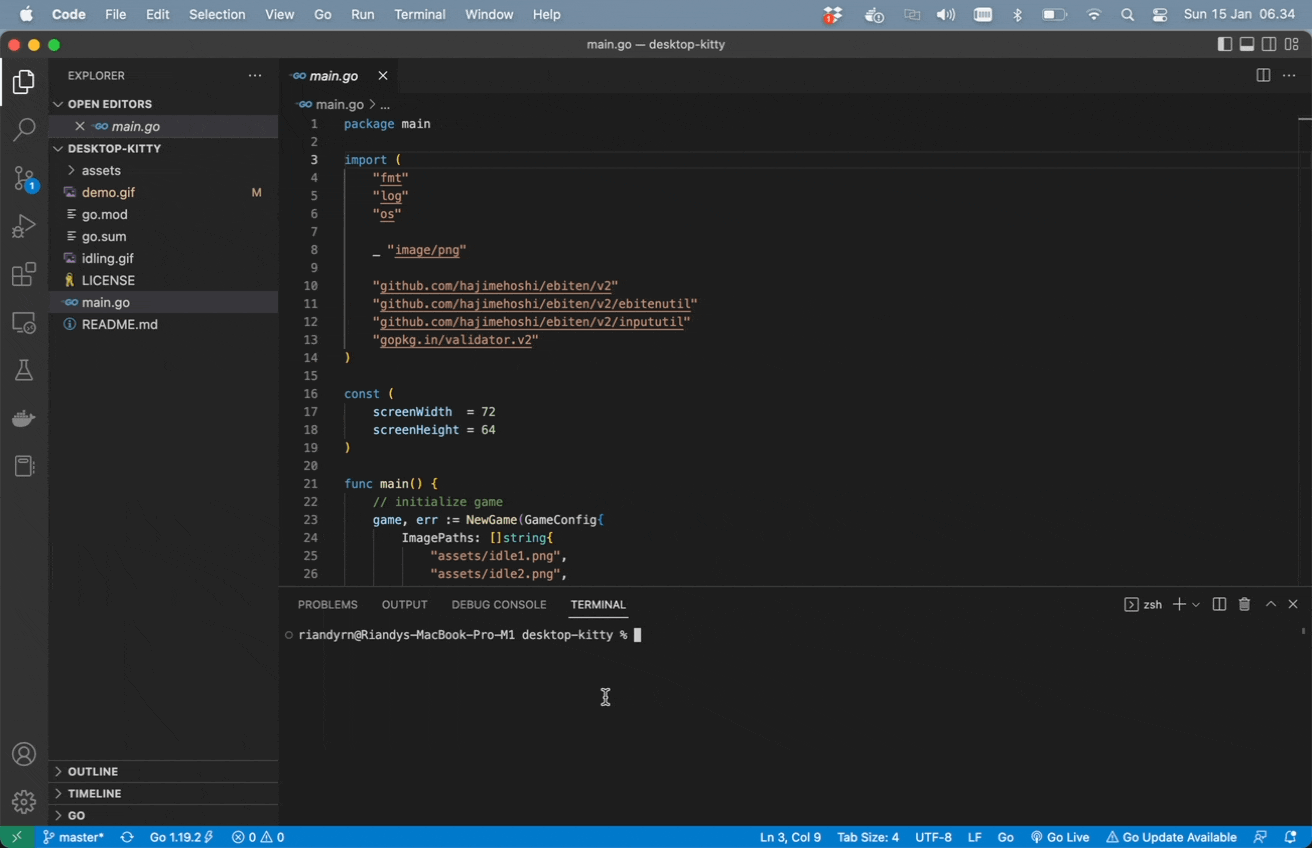 Code File Edit Selection View Go Run Terminal Window Help 1 Sun 15 Jan 06.34
main.go — desktop-kitty
EXPLORER ...
OPEN EDITORS
GO main.go
DESKTOP-KITTY
assets
demo.gif M
go.mod
go.sum
idling.gif
LICENSE
GO main.go
README.md
1
OUTLINE
TIMELINE
GO
GO main.go
GO main.go > ...
1 package main
2
3 import (
4 "fmt"
5 "log"
6 "os"
7
8 _ "image/png"
9
10 "github.com/hajimehoshi/ebiten/v2"
11 "github.com/hajimehoshi/ebiten/v2/ebitenutil"
12 "github.com/hajimehoshi/ebiten/v2/inpututil"
13 "gopkg.in/validator.v2"
14 )
15
16 const (
17 screenWidth  = 72
18 screenHeight = 64
19 )
20
21 func main() {
22 // initialize game
23 game, err := NewGame(GameConfig{
24 ImagePaths: []string{
25 "assets/idle1.png",
26 "assets/idle2.png",
PROBLEMS OUTPUT DEBUG CONSOLE TERMINAL zsh
riandyrn@Riandys-MacBook-Pro-M1 desktop-kitty %
master* Go 1.19.2 0 0 Ln 3, Col 9 Tab Size: 4 UTF-8 LF Go Go Live Go Update Available